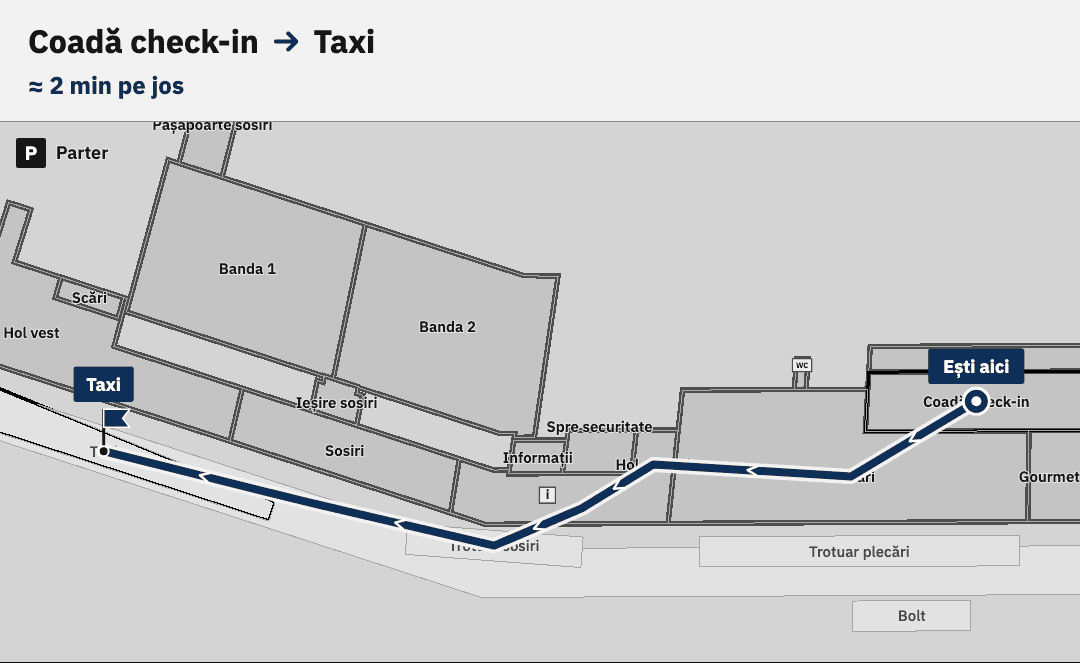 Coadă check-in → Taxi
≈ 2 min pe jos
Pașapoarte sosiri
P Parter
Banda 1
Scări
Banda 2
Hol vest
wc
Ești aici
Taxi
Ieșire sosiri
Spre securitate
Sosiri
Informații
Hol
i
Gourmet
Trotuar plecări
Bolt